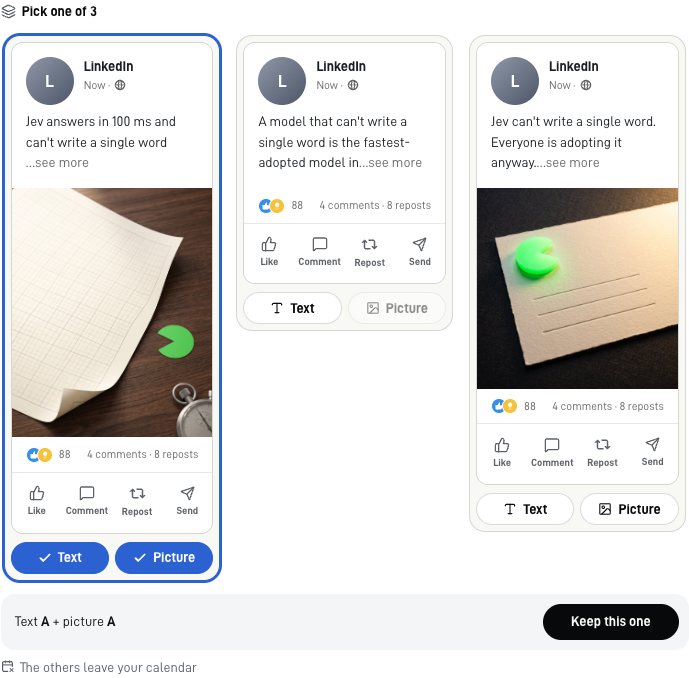 Pick one of 3
L
LinkedIn
Now ·
Jev answers in 100 ms and
can't write a single word
...see more
88
4 comments · 8 reposts
Like
Comment
Repost
Send
Text
Picture
L
LinkedIn
Now ·
A model that can't write a
single word is the fastest-
adopted model in...see more
88
4 comments · 8 reposts
Like
Comment
Repost
Send
Text
Picture
L
LinkedIn
Now ·
Jev can't write a single word.
Everyone is adopting it
anyway....see more
88
4 comments · 8 reposts
Like
Comment
Repost
Send
Text
Picture
Text A + picture A
Keep this one
The others leave your calendar